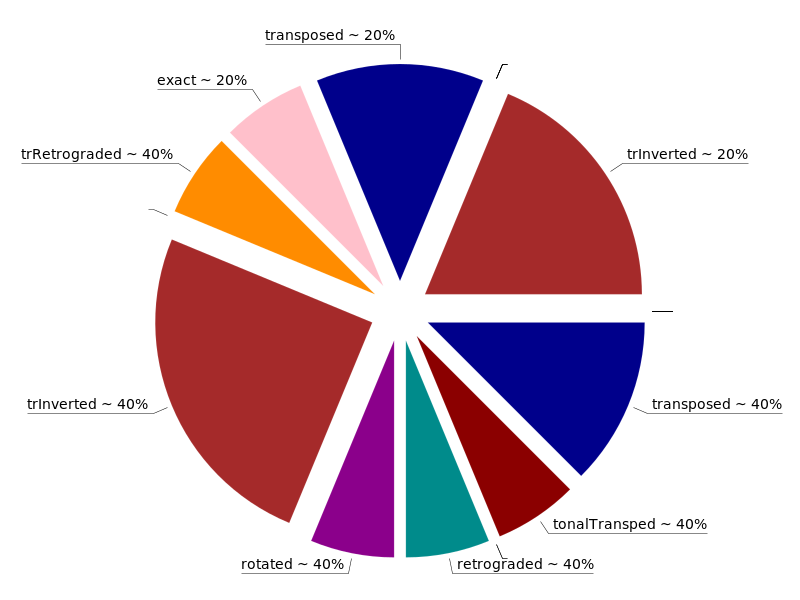 transposed ~ 20%
exact ~ 20%
trInverted ~ 20%
trRetrograded ~ 40%
trInverted ~ 40%
transposed ~ 40%
tonalTransped ~ 40%
rotated ~ 40%
retrograded ~ 40%